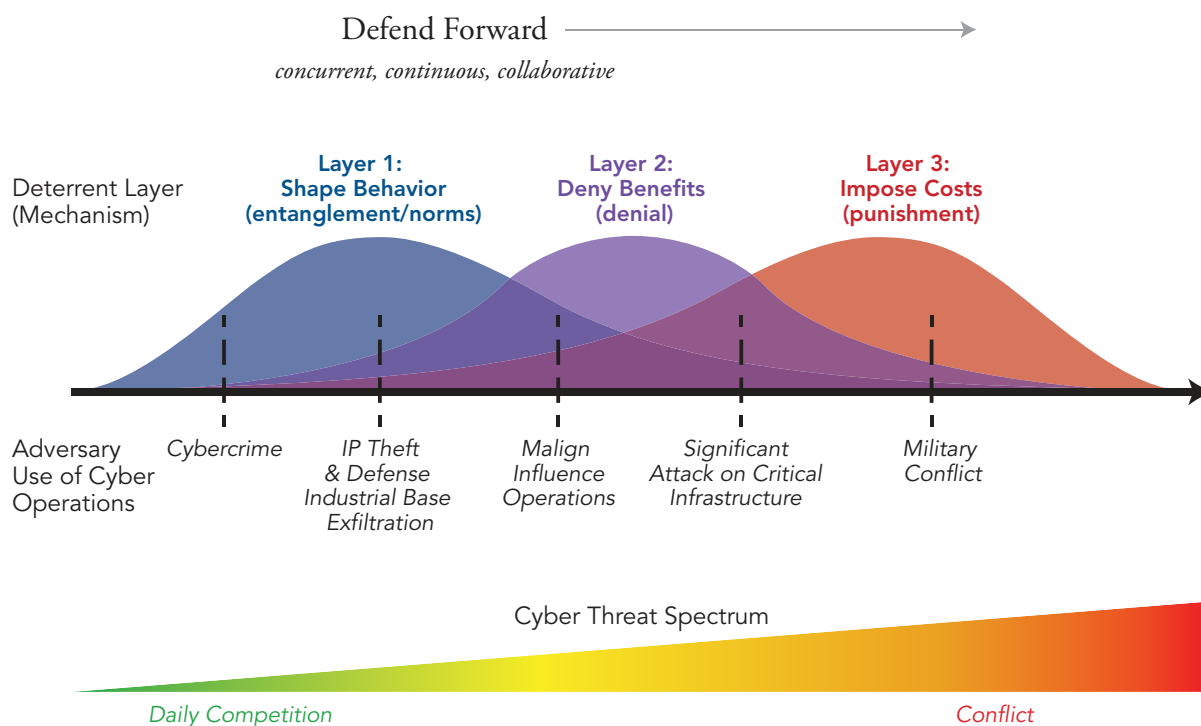 Defend Forward
concurrent, continuous, collaborative
Deterrent Layer
(Mechanism)
Layer 1:
Shape Behavior
(entanglement/norms)
Layer 2:
Deny Benefits
(denial)
Layer 3:
Impose Costs
(punishment)
Adversary
Use of Cyber
Operations
Cybercrime
IP Theft
& Defense
Industrial Base
Exfiltration
Malign
Influence
Operations
Significant
Attack on Critical
Infrastructure
Military
Conflict
Cyber Threat Spectrum
Daily Competition
Conflict